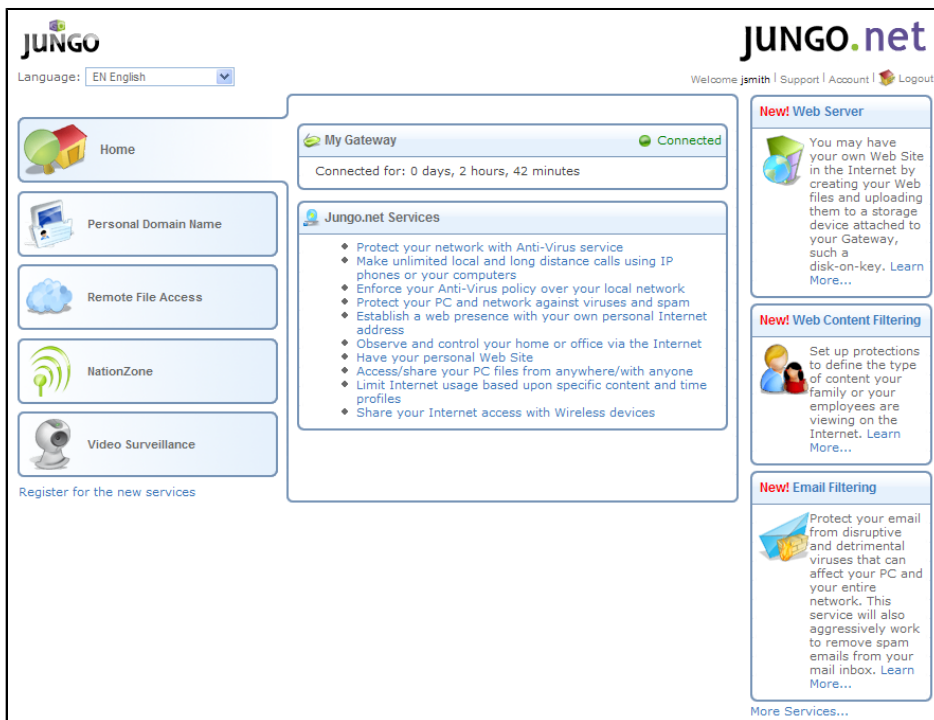 JUNGO
JUNGO.net
Language: EN English
Welcome jsmith | Support | Account | Logout
Home
Personal Domain Name
Remote File Access
NationZone
Video Surveillance
Register for the new services
My Gateway
Connected
Connected for: 0 days, 2 hours, 42 minutes
Jungo.net Services
Protect your network with Anti-Virus service
Make unlimited local and long distance calls using IP
phones or your computers
Enforce your Anti-Virus policy over your local network
Protect your PC and network against viruses and spam
Establish a web presence with your own personal Internet
address
Observe and control your home or office via the Internet
Have your personal Web Site
Access/share your PC files from anywhere/with anyone
Limit Internet usage based upon specific content and time
profiles
Share your Internet access with Wireless devices
New! Web Server
You may have
your own Web Site
in the Internet by
creating your Web
files and uploading
them to a storage
device attached to
your Gateway,
such a
disk-on-key. Learn
More...
New! Web Content Filtering
Set up protections
to define the type
of content your
family or your
employees are
viewing on the
Internet. Learn
More...
New! Email Filtering
Protect your email
from disruptive
and detrimental
viruses that can
affect your PC and
your entire
network. This
service will also
aggressively work
to remove spam
emails from your
mail inbox. Learn
More...
More Services...